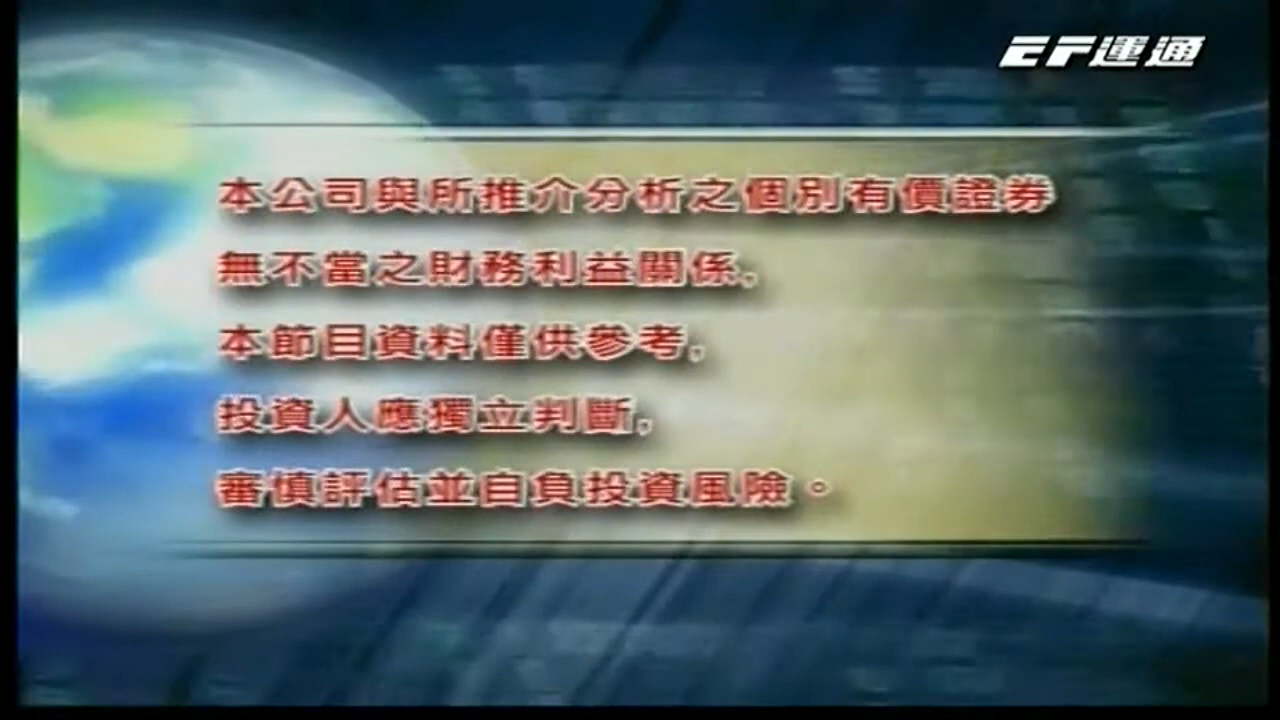 EF運通
本公司與所推介分析之個別有價證券
無不當之財務利益關係,
本節目資料僅供參考,
投資人應獨立判斷,
審慎評估並自負投資風險。